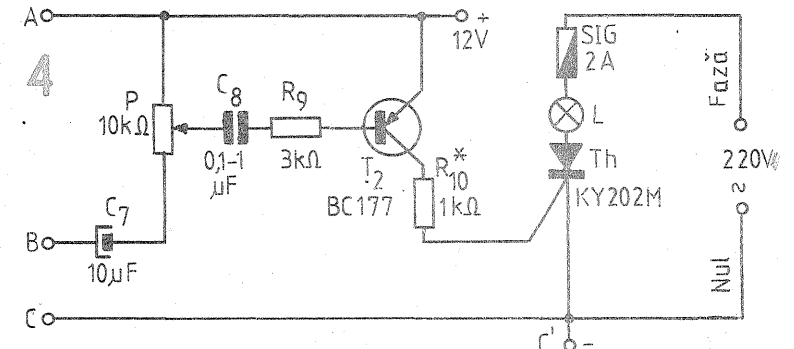 A
+
12V
4
SIG
2A
Fază
P
10kΩ
C8
R9
L
0,1-1
μF
3kΩ
T2
BC177
R10*
1kΩ
Th
KY202M
220V
~
C7
B
10μF
Nul
C
C'
-